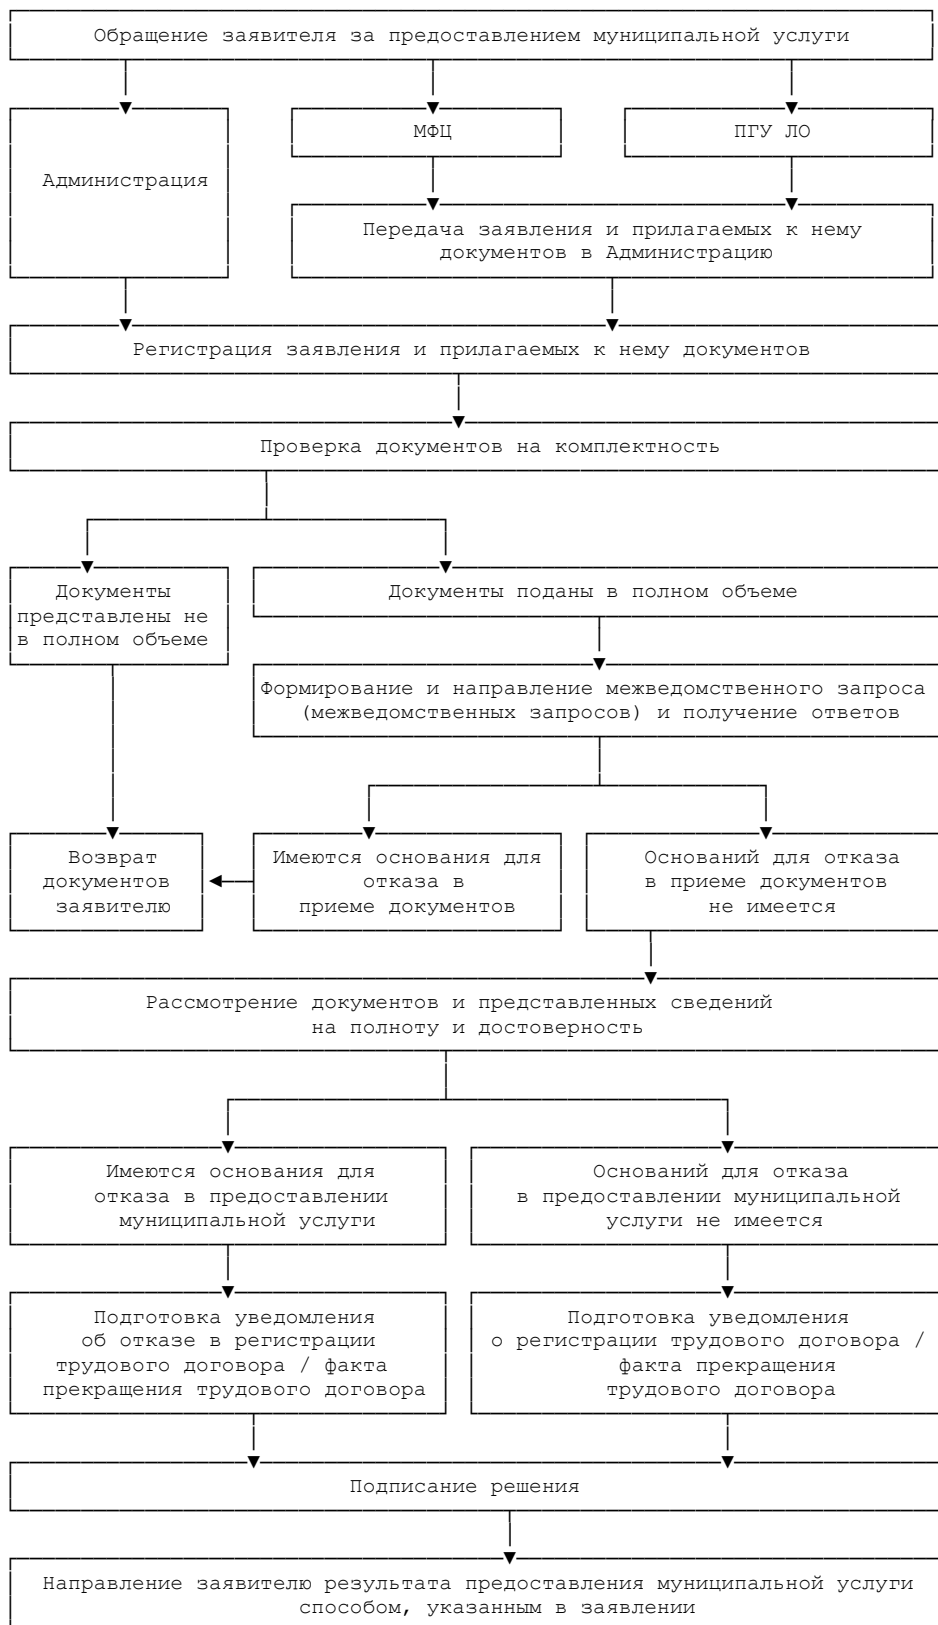 Обращение заявителя за предоставлением муниципальной услуги
МФЦ
ПГУ ЛО
Администрация
Передача заявления и прилагаемых к нему
документов в Администрацию
Регистрация заявления и прилагаемых к нему документов
Проверка документов на комплектность
Документы
представлены не
в полном объеме
Документы поданы в полном объеме
Формирование и направление межведомственного запроса
(межведомственных запросов) и получение ответов
Возврат
документов
заявителю
Имеются основания для
отказа в
приеме документов
Оснований для отказа
в приеме документов
не имеется
Рассмотрение документов и представленных сведений
на полноту и достоверность
Имеются основания для
отказа в предоставлении
муниципальной услуги
Оснований для отказа
в предоставлении муниципальной
услуги не имеется
Подготовка уведомления
об отказе в регистрации
трудового договора / факта
прекращения трудового договора
Подготовка уведомления
о регистрации трудового договора /
факта прекращения
трудового договора
Подписание решения
Направление заявителю результата предоставления муниципальной услуги
способом, указанным в заявлении